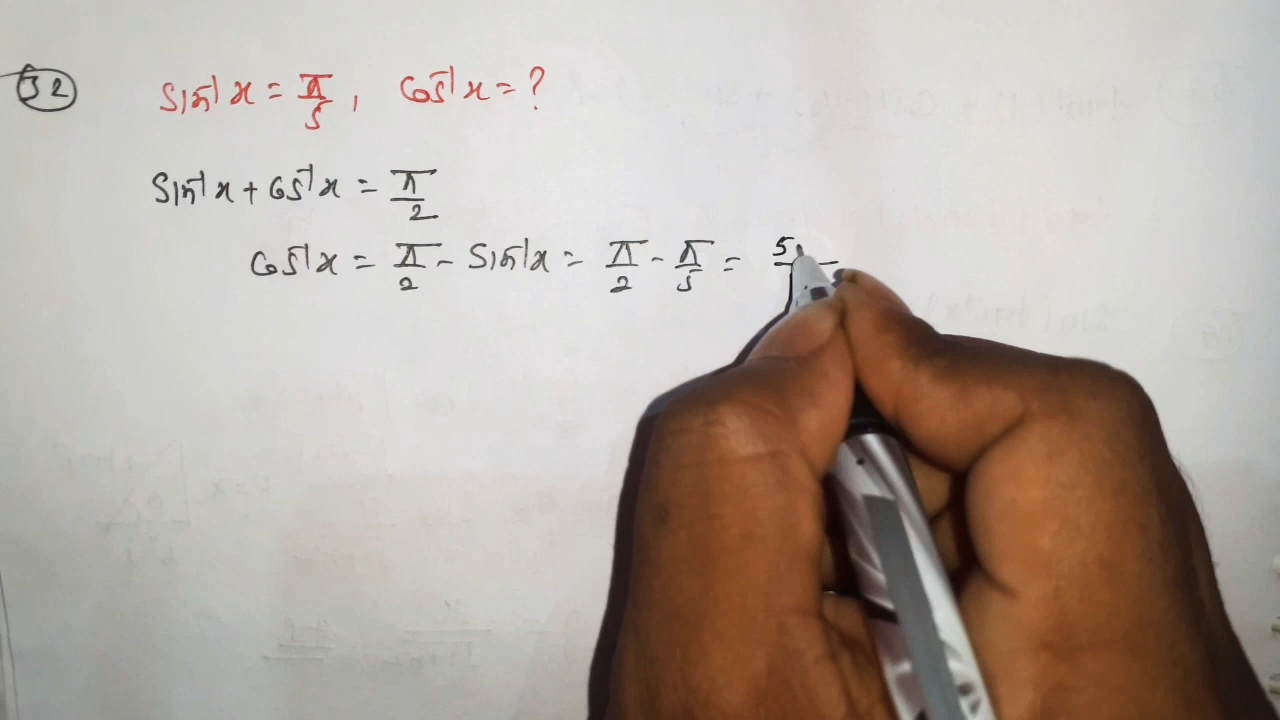 32 sin⁻¹x = π/5, cos⁻¹x = ?
sin⁻¹x + cos⁻¹x = π/2
cos⁻¹x = π/2 - sin⁻¹x = π/2 - π/5 = 5